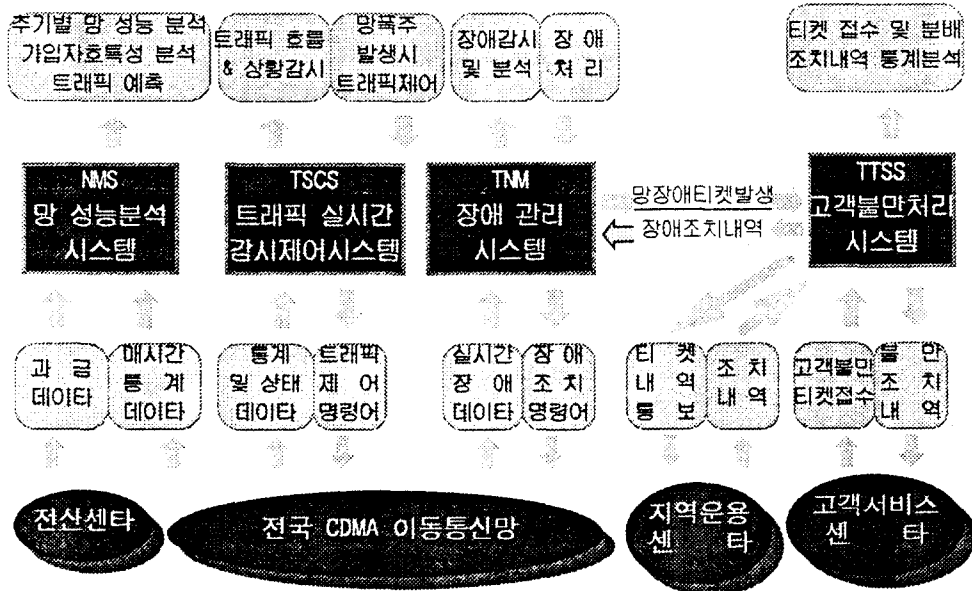 주기별 망 성능 분석
가입자호특성 분석
트래픽 예측
트래픽 흐름
& 상황감시
망폭주
발생시
트래픽제어
장애감시
및 분석
장 애
처 리
티켓 접수 및 분배
조치내역 통계분석
NMS
망 성능분석
시스템
TSCS
트래픽 실시간
감시제어시스템
TNM
장애 관리
시스템
망장애티켓발생
장애조치내역
TTSS
고객불만처리
시스템
과 금
데이타
매시간
통 계
데이타
통계
및 상태
데이타
트래픽
제 어
명령어
실시간
장 애
데이타
장 애
조 치
명령어
티 켓
내 역
통 보
조 치
내 역
고객불만
티켓접수
불 만
조 치
내 역
전산센타
전국 CDMA 이동통신망
지역운용
센 타
고객서비스
센 타